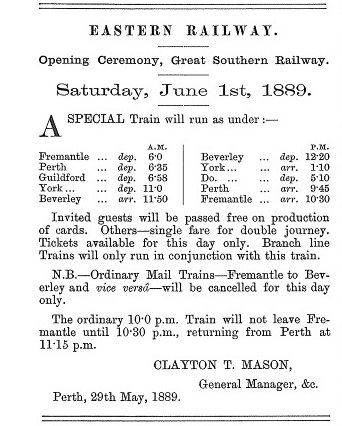 EASTERN RAILWAY.
Opening Ceremony, Great Southern Railway.
Saturday, June 1st, 1889.
A SPECIAL Train will run as under:—
A.M. P.M.
Fremantle ... dep. 6·0 Beverley ... dep. 12·20
Perth ... dep. 6·35 York... ... arr. 1·10
Guildford ... dep. 6·58 Do. ... ... dep. 5·10
York... ... dep. 11·0 Perth ... arr. 9·45
Beverley ... arr. 11·50 Fremantle ... arr. 10·30
Invited guests will be passed free on production
of cards. Others—single fare for double journey.
Tickets available for this day only. Branch line
Trains will only run in conjunction with this train.
N.B.—Ordinary Mail Trains—Fremantle to Bev-
erley and vice versâ—will be cancelled for this day
only.
The ordinary 10·0 p.m. Train will not leave Fre-
mantle until 10·30 p.m., returning from Perth at
11·15 p.m.
CLAYTON T. MASON,
General Manager, &c.
Perth, 29th May, 1889.